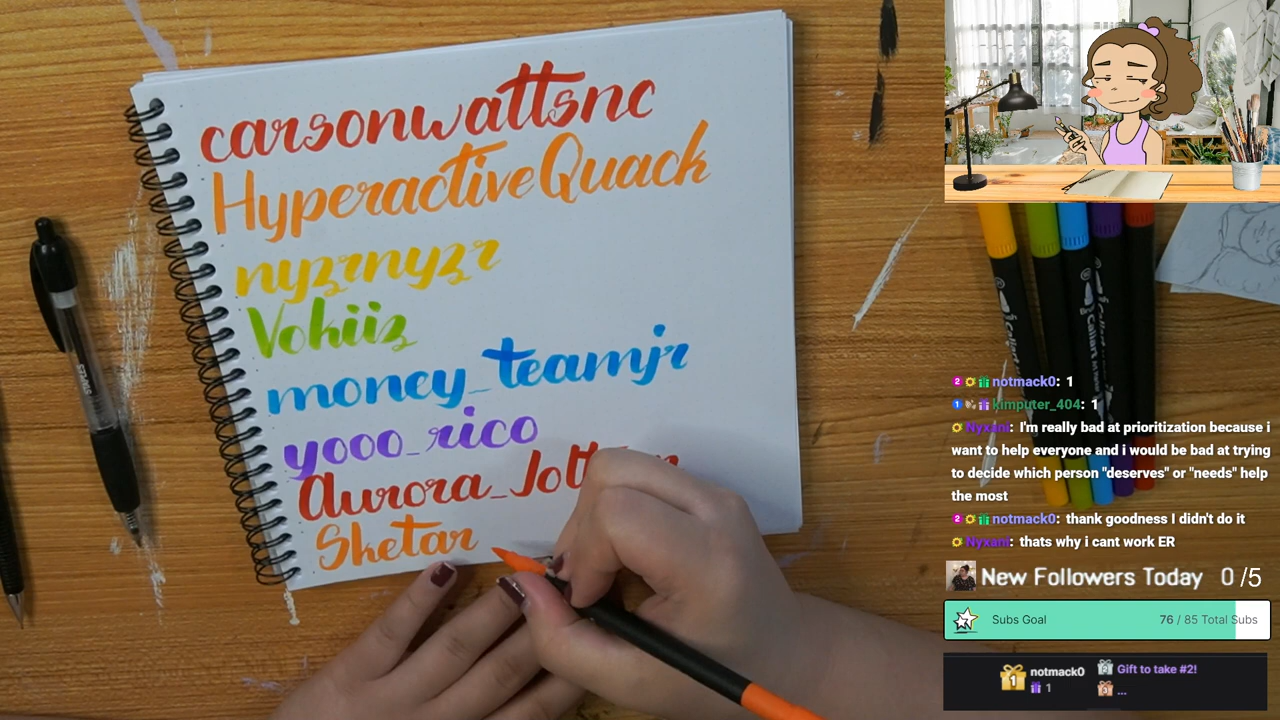 carsonwattsnc
HyperactiveQuack
nyzrnyzr
Vokiiz
money_teamjr
yooo_rico
Sketar
notmack0: 1
kimputer_404: 1
Nyxani: I'm really bad at prioritization because i
want to help everyone and i would be bad at trying
to decide which person "deserves" or "needs" help
the most
notmack0: thank goodness I didn't do it
Nyxani: thats why i cant work ER
New Followers Today 0 /5
Subs Goal 76 / 85 Total Subs
1 notmack0 Gift to take #2!
1 ...